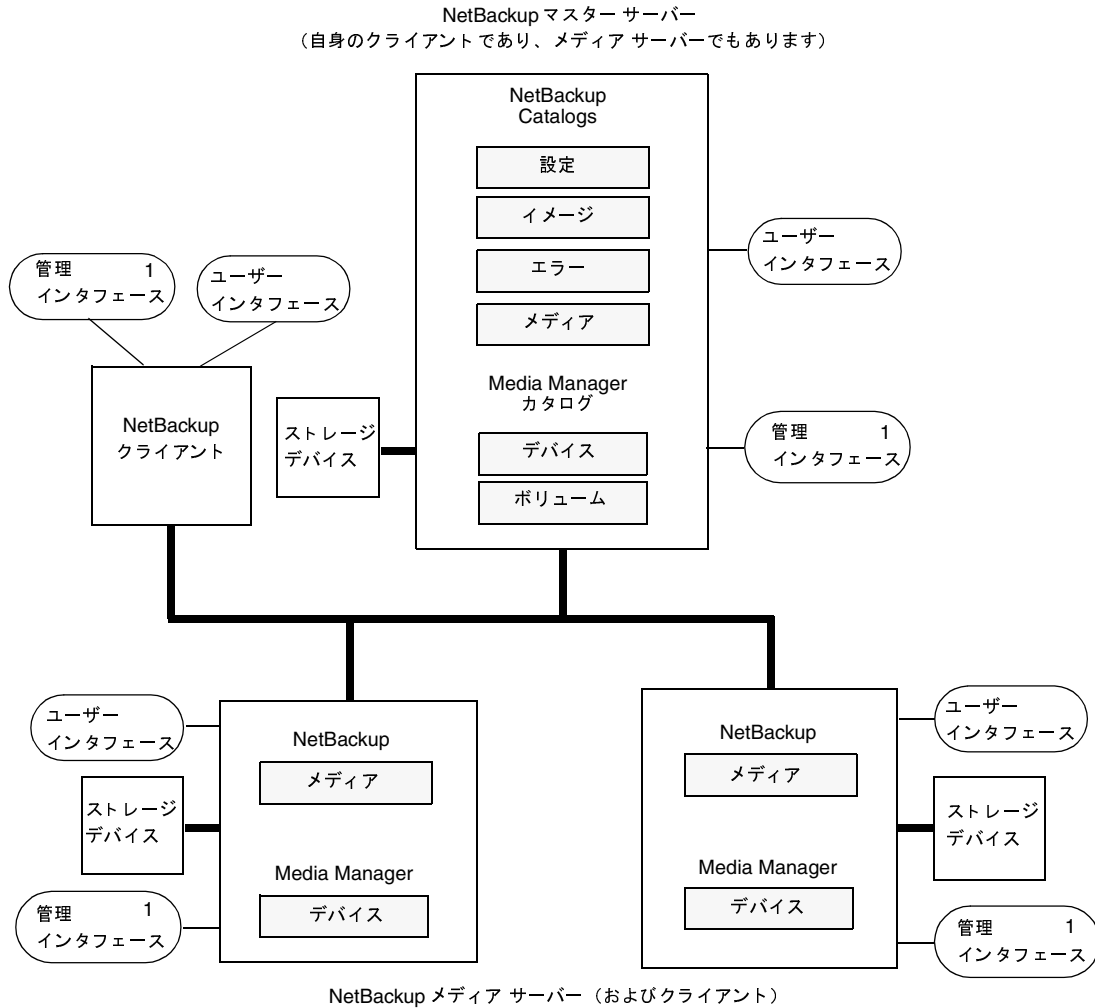 NetBackup マスター サーバー
（自身のクライアントであり、メディア サーバーでもあります）
NetBackup
Catalogs
設定
イメージ
エラー
メディア
Media Manager
カタログ
デバイス
ボリューム
ユーザー
インタフェース
管理 1
インタフェース
管理 1
インタフェース
ユーザー
インタフェース
NetBackup
クライアント
ストレージ
デバイス
ユーザー
インタフェース
ストレージ
デバイス
管理 1
インタフェース
NetBackup
メディア
Media Manager
デバイス
NetBackup
メディア
Media Manager
デバイス
ユーザー
インタフェース
ストレージ
デバイス
管理 1
インタフェース
NetBackup メディア サーバー（およびクライアント）